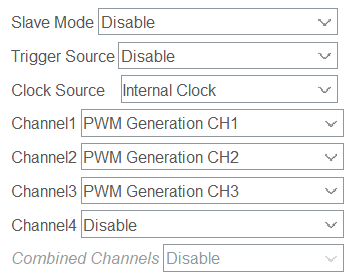 Slave Mode Disable
Trigger Source Disable
Clock Source Internal Clock
Channel1 PWM Generation CH1
Channel2 PWM Generation CH2
Channel3 PWM Generation CH3
Channel4 Disable
Combined Channels Disable